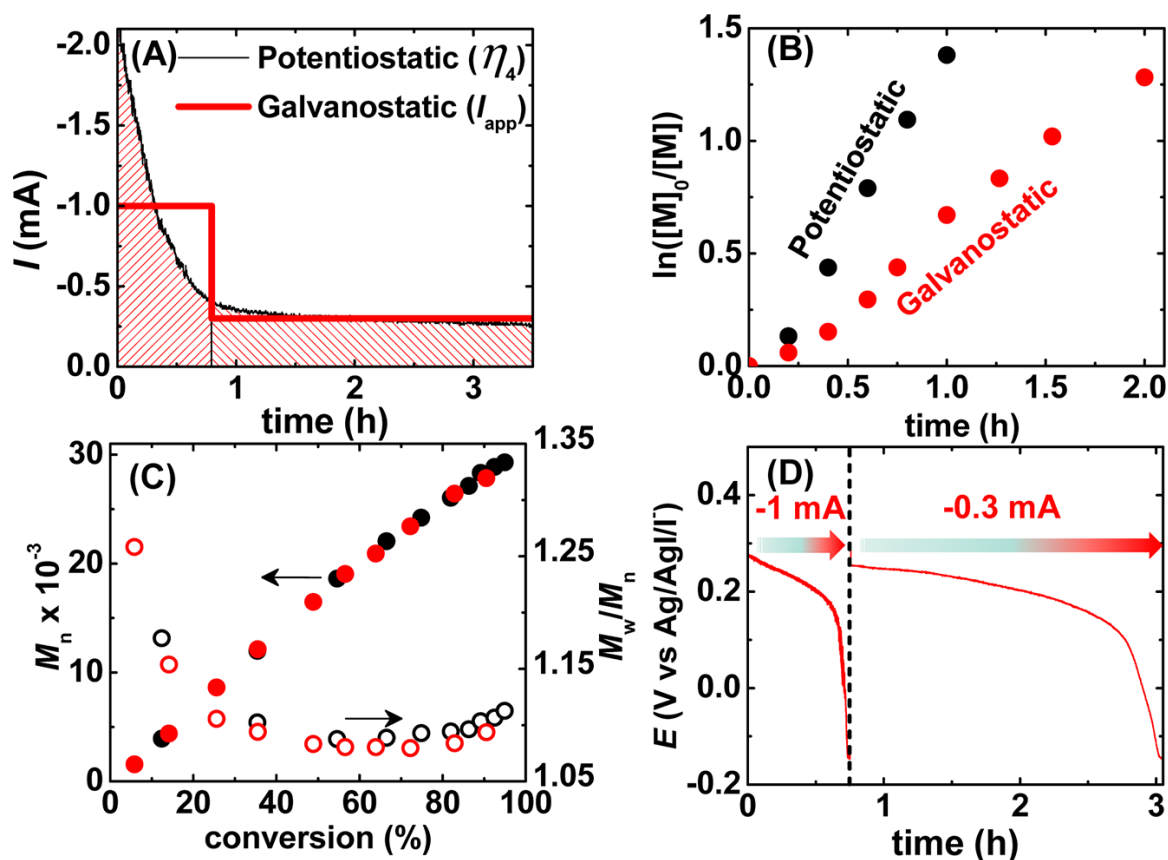 (A)
Potentiostatic (η₄)
Galvanostatic (Iapp)
-2.0
-1.5
-1.0
-0.5
0.0
I (mA)
0 1 2 3
time (h)
(B)
Potentiostatic
Galvanostatic
1.5
1.0
0.5
0.0
ln([M]₀/[M])
0.0 0.5 1.0 1.5 2.0
time (h)
(C)
30
20
10
0
Mn x 10⁻³
1.35
1.25
1.15
1.05
Mw/Mn
0 20 40 60 80 100
conversion (%)
(D)
-1 mA
-0.3 mA
0.4
0.2
0.0
-0.2
E (V vs Ag/AgI/I⁻)
1 2 3
time (h)